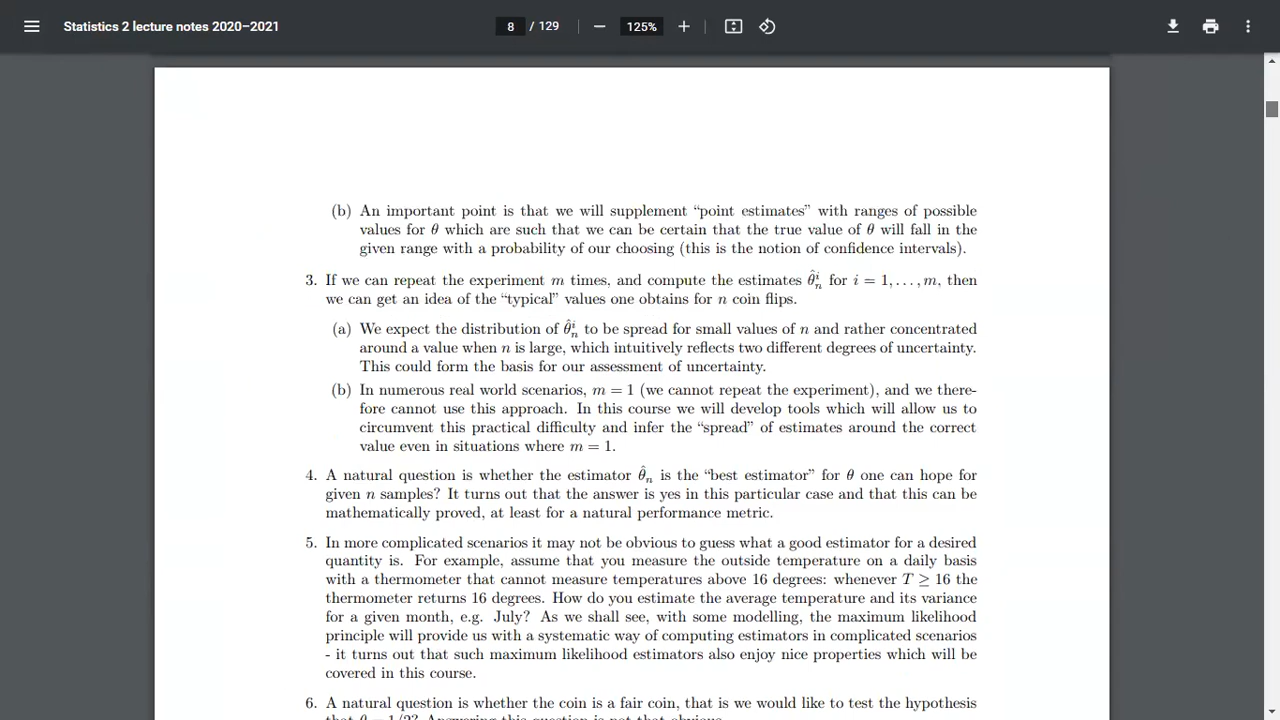 Statistics 2 lecture notes 2020–2021
8 / 129
125%
(b) An important point is that we will supplement “point estimates” with ranges of possible
values for θ which are such that we can be certain that the true value of θ will fall in the
given range with a probability of our choosing (this is the notion of confidence intervals).
3. If we can repeat the experiment m times, and compute the estimates θ̂ⁱₙ for i = 1, . . . , m, then
we can get an idea of the “typical” values one obtains for n coin flips.
(a) We expect the distribution of θ̂ⁱₙ to be spread for small values of n and rather concentrated
around a value when n is large, which intuitively reflects two different degrees of uncertainty.
This could form the basis for our assessment of uncertainty.
(b) In numerous real world scenarios, m = 1 (we cannot repeat the experiment), and we there-
fore cannot use this approach. In this course we will develop tools which will allow us to
circumvent this practical difficulty and infer the “spread” of estimates around the correct
value even in situations where m = 1.
4. A natural question is whether the estimator θ̂ₙ is the “best estimator” for θ one can hope for
given n samples? It turns out that the answer is yes in this particular case and that this can be
mathematically proved, at least for a natural performance metric.
5. In more complicated scenarios it may not be obvious to guess what a good estimator for a desired
quantity is. For example, assume that you measure the outside temperature on a daily basis
with a thermometer that cannot measure temperatures above 16 degrees: whenever T ≥ 16 the
thermometer returns 16 degrees. How do you estimate the average temperature and its variance
for a given month, e.g. July? As we shall see, with some modelling, the maximum likelihood
principle will provide us with a systematic way of computing estimators in complicated scenarios
- it turns out that such maximum likelihood estimators also enjoy nice properties which will be
covered in this course.
6. A natural question is whether the coin is a fair coin, that is we would like to test the hypothesis
that θ = 1/2? Answering this question is not that obvious.